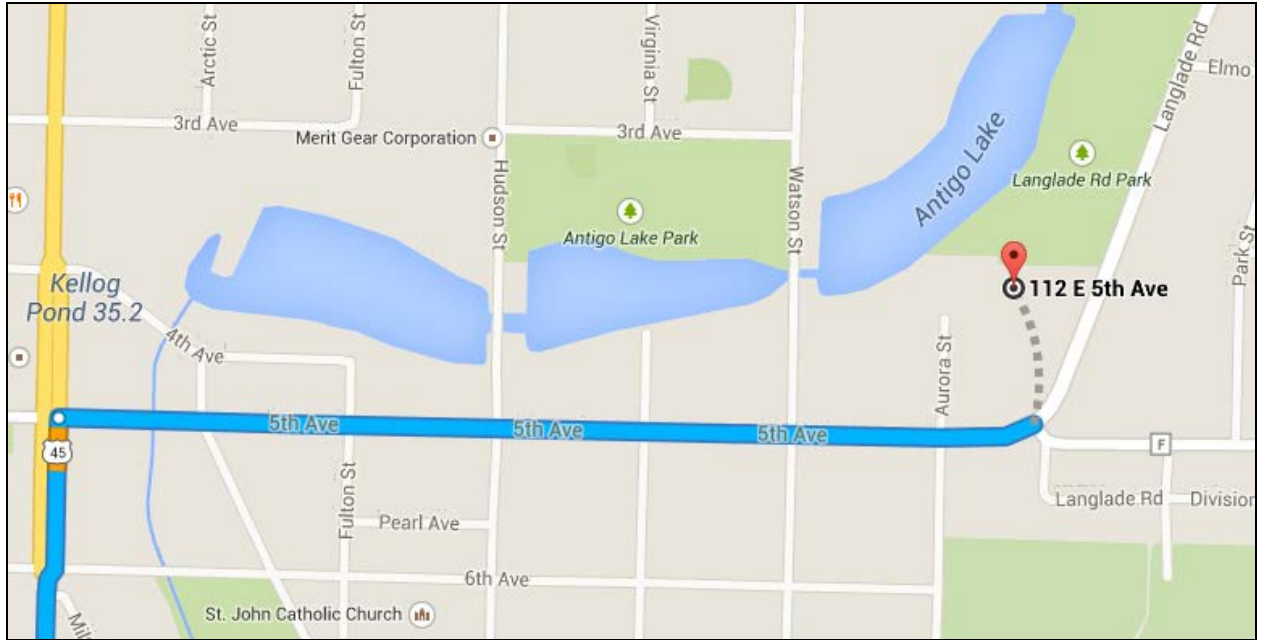 Arctic St
Fulton St
Virginia St
Langlade Rd
Elmo
3rd Ave
Merit Gear Corporation
3rd Ave
Hudson St
Watson St
Antigo Lake
Langlade Rd Park
Antigo Lake Park
Park St
Kellog
Pond 35.2
112 E 5th Ave
4th Ave
Aurora St
5th Ave
5th Ave
5th Ave
45
F
Fulton St
Langlade Rd
Division
Pearl Ave
6th Ave
St. John Catholic Church
Mil